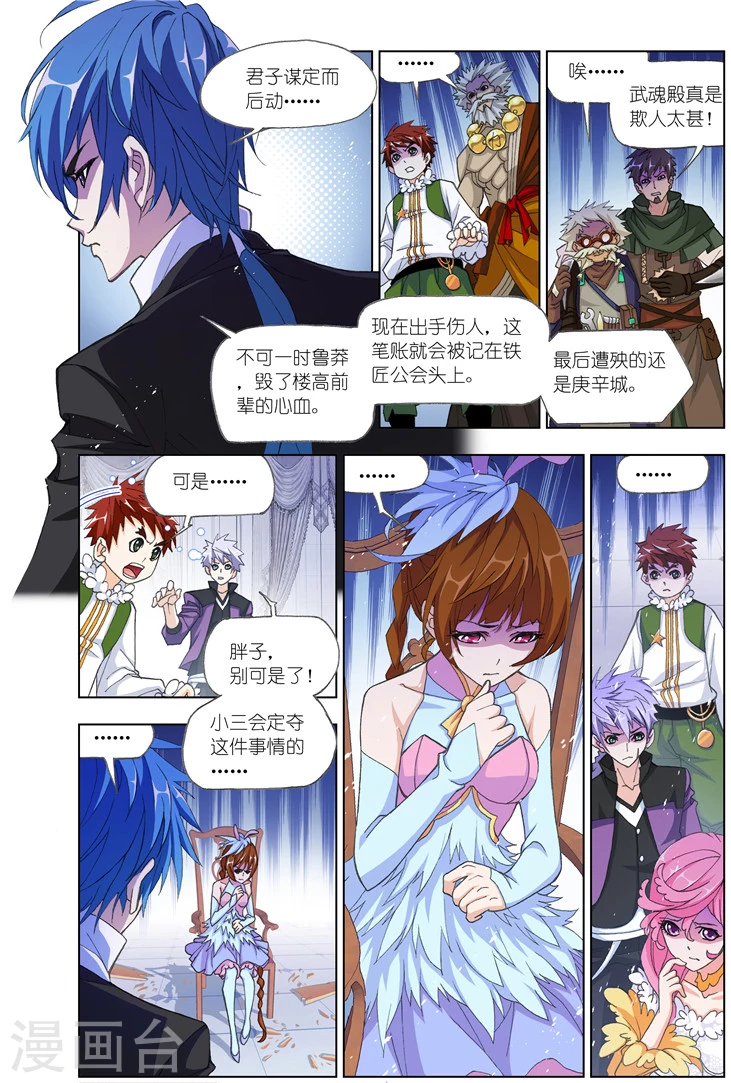 君子谋定而
后动……
不可一时鲁莽
，毁了楼高前
辈的心血。
……
现在出手伤人，这
笔账就会被记在铁
匠公会头上。
唉……
武魂殿真是
欺人太甚！
最后遭殃的还
是庚辛城。
可是……
胖子，
别可是了！
小三会定夺
这件事情的
……
……
……
……
漫画台